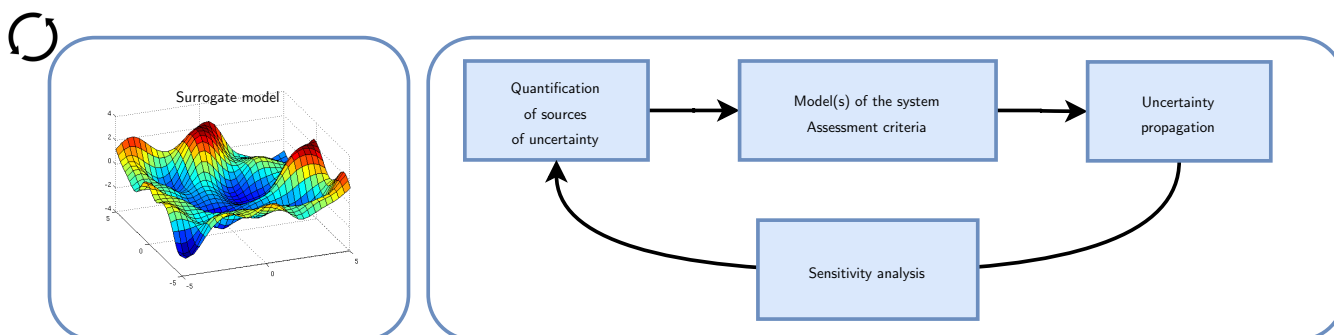 Surrogate model
4
2
0
-2
-4
5
0
-5
-5
0
5
Quantification
of sources
of uncertainty
Model(s) of the system
Assessment criteria
Uncertainty
propagation
Sensitivity analysis